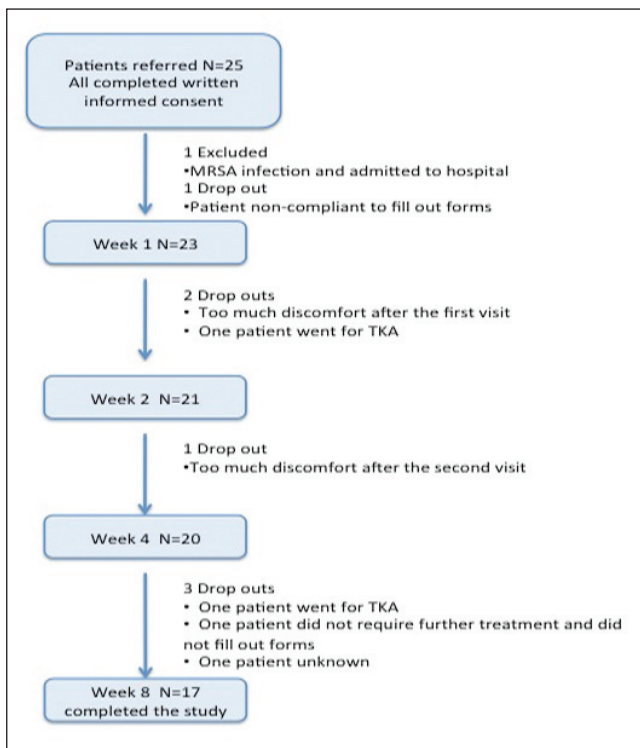 Patients referred N=25
All completed written
informed consent
1 Excluded
•MRSA infection and admitted to hospital
1 Drop out
•Patient non-compliant to fill out forms
Week 1 N=23
2 Drop outs
• Too much discomfort after the first visit
• One patient went for TKA
Week 2 N=21
1 Drop out
•Too much discomfort after the second visit
Week 4 N=20
3 Drop outs
• One patient went for TKA
• One patient did not require further treatment and did
not fill out forms
• One patient unknown
Week 8 N=17
completed the study